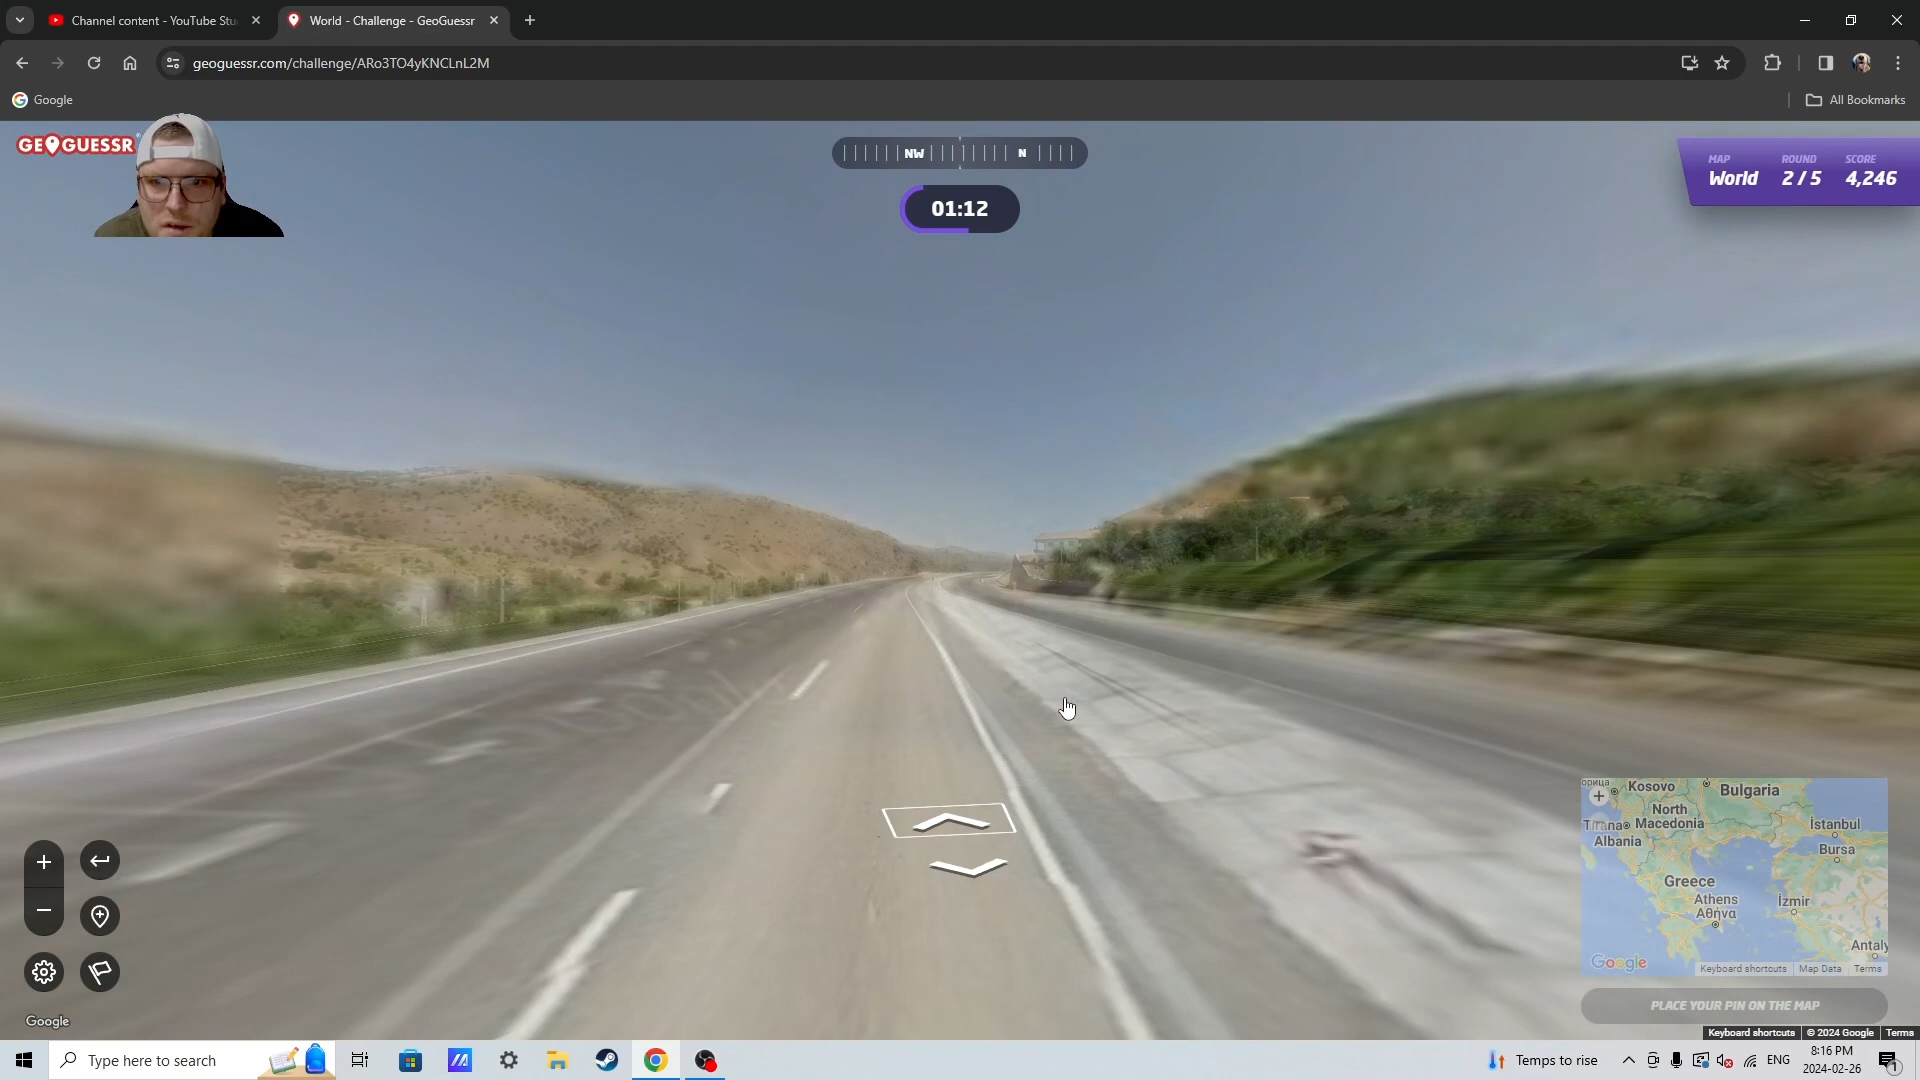 Channel content - YouTube Stu
World - Challenge - GeoGuessr
geoguessr.com/challenge/ARo3TO4yKNCLnL2M
Google
All Bookmarks
GEOGUESSR
NW
N
01:12
MAP
World
ROUND
2 / 5
SCORE
4,246
Kosovo
Bulgaria
North
Macedonia
Tirana
Albania
İstanbul
Bursa
Greece
Athens
Αθήνα
İzmir
Antaly
Google
Keyboard shortcuts
Map Data
Terms
PLACE YOUR PIN ON THE MAP
Google
Keyboard shortcuts
© 2024 Google
Terms
Type here to search
Temps to rise
ENG
8:16 PM
2024-02-26
1